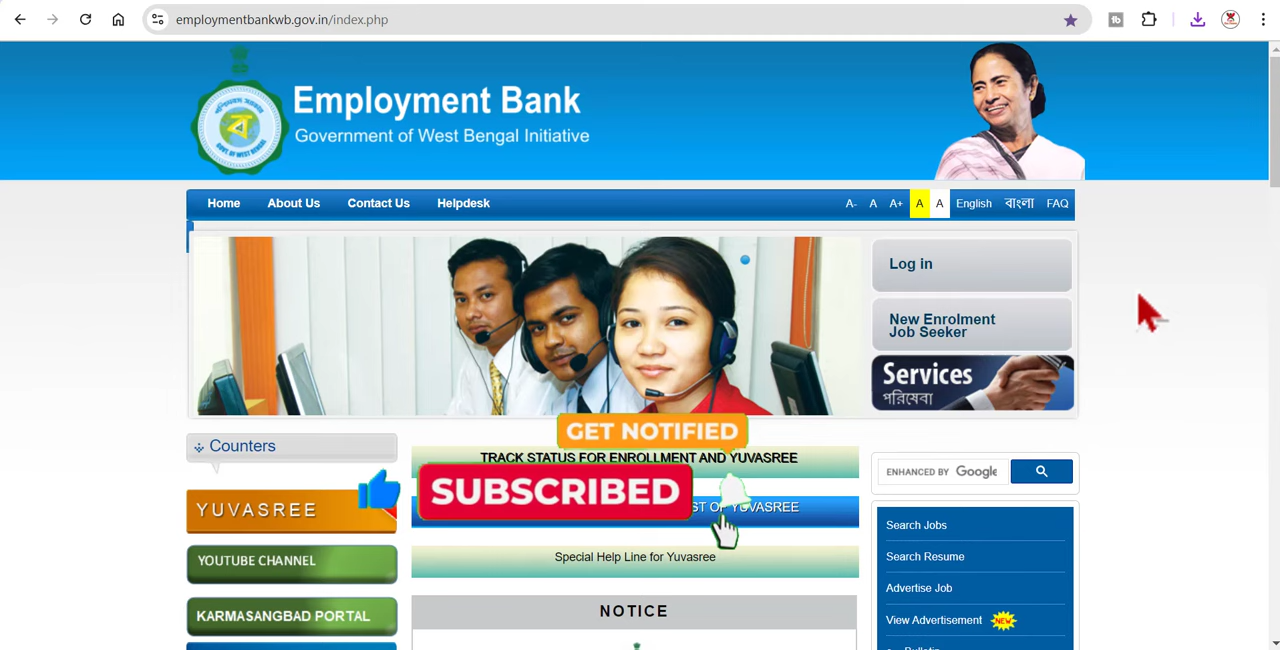 employmentbankwb.gov.in/index.php
Employment Bank
Government of West Bengal Initiative
Home About Us Contact Us Helpdesk A- A A+ A A English বাংলা FAQ
Log in
New Enrolment
Job Seeker
Services
পরিষেবা
GET NOTIFIED
Counters
TRACK STATUS FOR ENROLLMENT AND YUVASREE
ENHANCED BY Google
SUBSCRIBED
YUVASREE
ST OF YUVASREE
Search Jobs
YOUTUBE CHANNEL
Special Help Line for Yuvasree
Search Resume
Advertise Job
KARMASANGBAD PORTAL
NOTICE
View Advertisement NEW
Bulletin